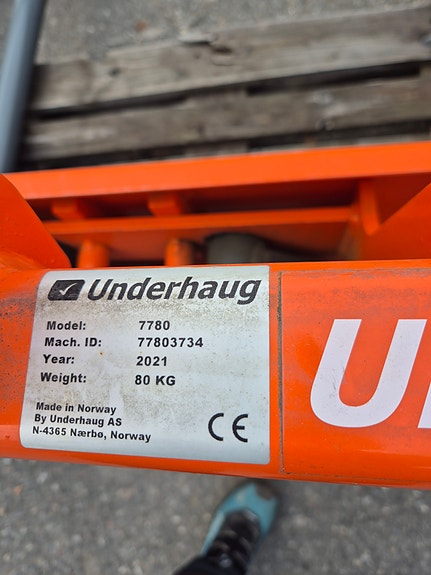 Underhaug
Model: 7780
Mach. ID: 77803734
Year: 2021
Weight: 80 KG
Made in Norway
By Underhaug AS
N-4365 Nærbø, Norway
CE
U